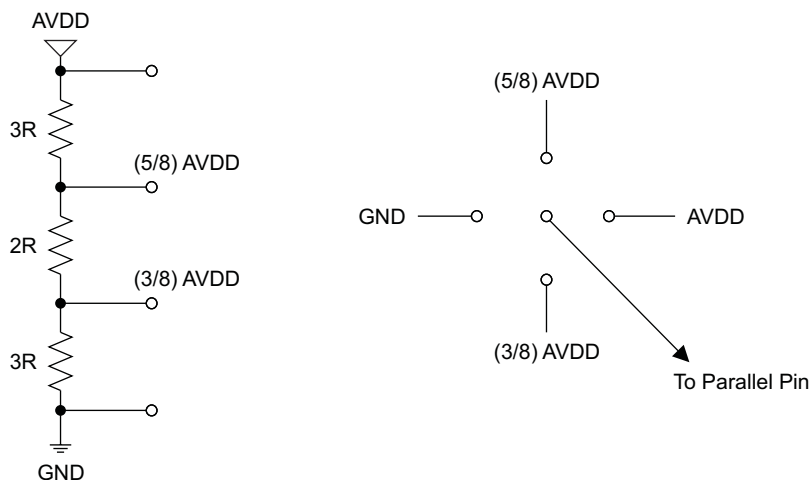 AVDD
3R
(5/8) AVDD
2R
(3/8) AVDD
3R
GND
(5/8) AVDD
GND
AVDD
(3/8) AVDD
To Parallel Pin